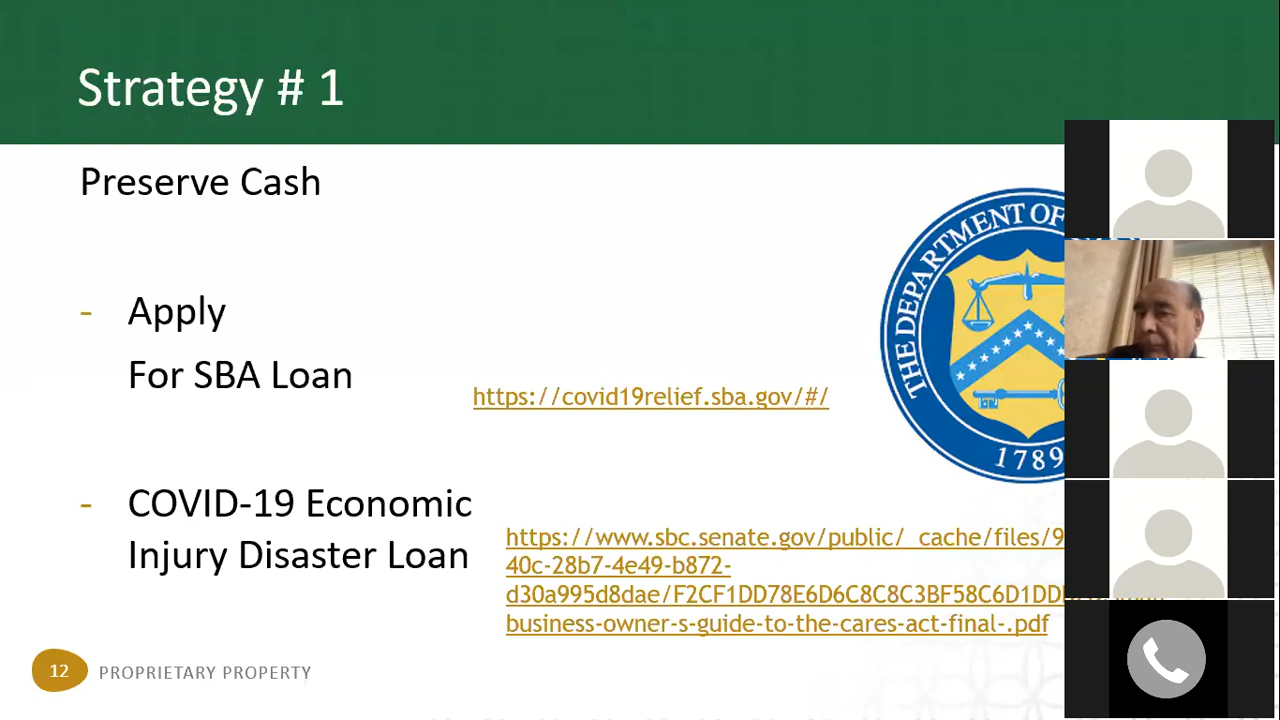 Strategy # 1
Preserve Cash
THE DEPARTMENT OF
1789
- Apply
For SBA Loan
https://covid19relief.sba.gov/#/
- COVID-19 Economic
Injury Disaster Loan
https://www.sbc.senate.gov/public/_cache/files/9
40c-28b7-4e49-b872-
d30a995d8dae/F2CF1DD78E6D6C8C8C3BF58C6D1DD
business-owner-s-guide-to-the-cares-act-final-.pdf
12 PROPRIETARY PROPERTY